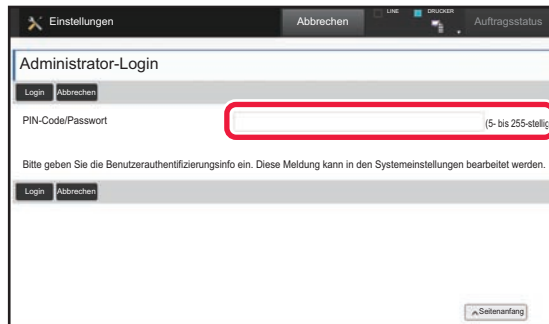 Einstellungen Abbrechen LINE DRUCKER Auftragsstatus
Administrator-Login
Login Abbrechen
PIN-Code/Passwort (5- bis 255-stellig
Bitte geben Sie die Benutzerauthentifizierungsinfo ein. Diese Meldung kann in den Systemeinstellungen bearbeitet werden.
Login Abbrechen
Seitenanfang